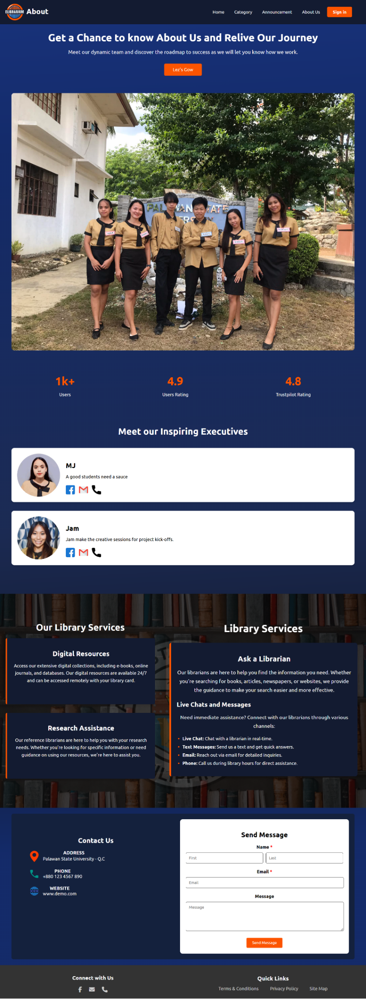 ELIBRARIUM
About
Home
Category
Announcement
About Us
Sign in
Get a Chance to know About Us and Relive Our Journey
Meet our dynamic team and discover the roadmap to success as we will let you know how we work.
Lez's Gow
PALAWAN STATE
1k+
Users
4.9
Users Rating
4.8
Trustpilot Rating
Meet our Inspiring Executives
MJ
A good students need a sauce
Jam
Jam make the creative sessions for project kick-offs.
Our Library Services
Digital Resources
Access our extensive digital collections, including e-books, online
journals, and databases. Our digital resources are available 24/7
and can be accessed remotely with your library card.
Research Assistance
Our reference librarians are here to help you with your research
needs. Whether you're looking for specific information or need
guidance on using our resources, we're here to assist you.
Library Services
Ask a Librarian
Our librarians are here to help you find the information you need. Whether
you're searching for books, articles, newspapers, or websites, we provide
the guidance to make your search easier and more effective.
Live Chats and Messages
Need immediate assistance? Connect with our librarians through various
channels:
• Live Chat: Chat with a librarian in real-time.
• Text Messages: Send us a text and get quick answers.
• Email: Reach out via email for detailed inquiries.
• Phone: Call us during library hours for direct assistance.
Contact Us
ADDRESS
Palawan State University - Q.C
PHONE
+880 123 4567 890
WWW
WEBSITE
www.demo.com
Send Message
Name *
First
Last
Email *
Email
Message
Message
Send Message
Connect with Us
Quick Links
Terms & Conditions
Privacy Policy
Site Map